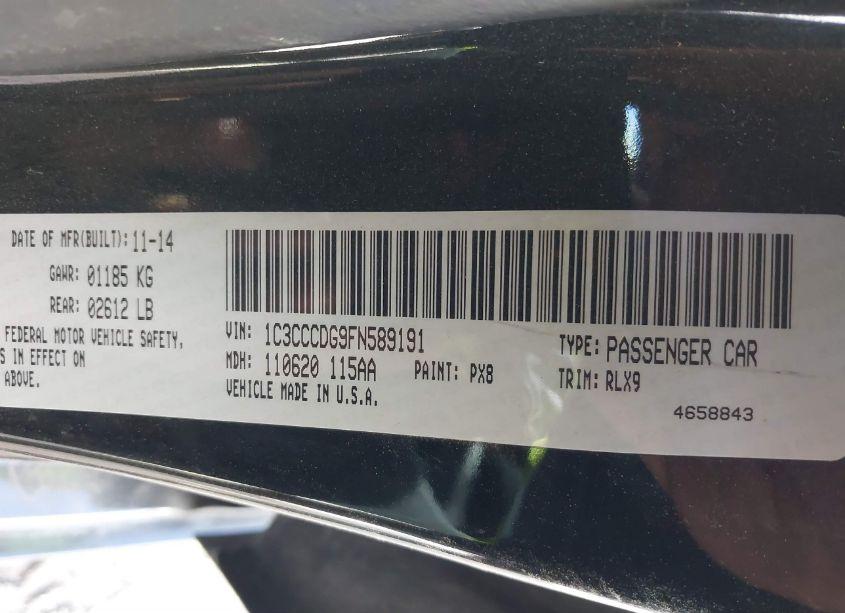 DATE OF MFR(BUILT): 11-14
GAWR: 01185 KG
REAR: 02612 LB
FEDERAL MOTOR VEHICLE SAFETY,
S IN EFFECT ON
ABOVE.
VIN: 1C3CCCDG9FN589191
TYPE: PASSENGER CAR
MDH: 110620 115AA
PAINT: PX8
TRIM: RLX9
VEHICLE MADE IN U.S.A.
4658843